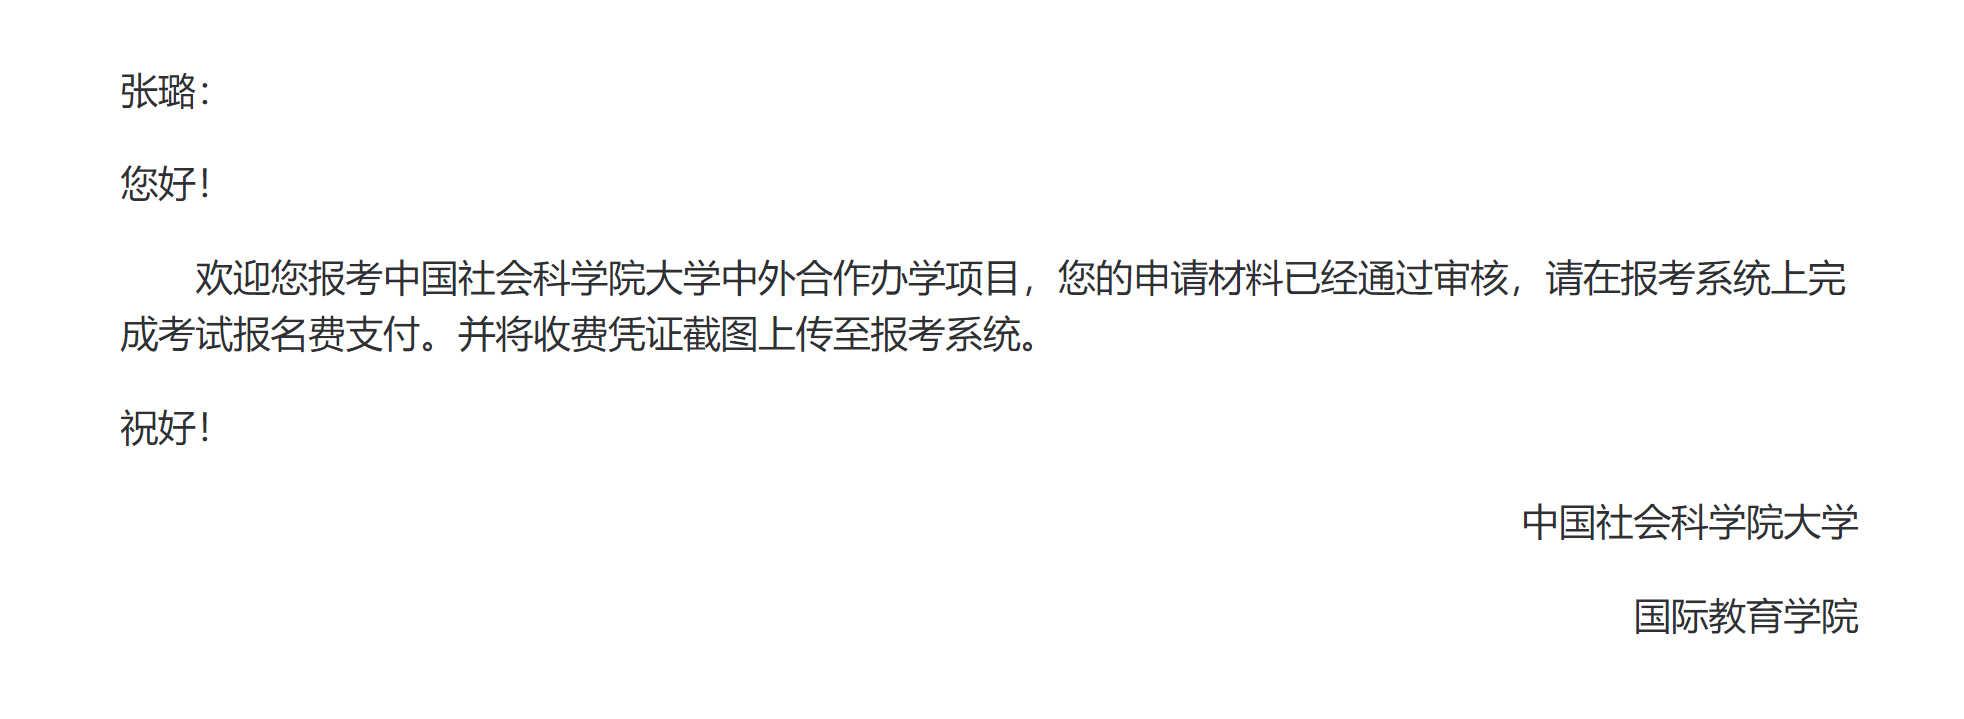 张璐：
您好！
欢迎您报考中国社会科学院大学中外合作办学项目，您的申请材料已经通过审核，请在报考系统上完
成考试报名费支付。并将收费凭证截图上传至报考系统。
祝好！
中国社会科学院大学
国际教育学院